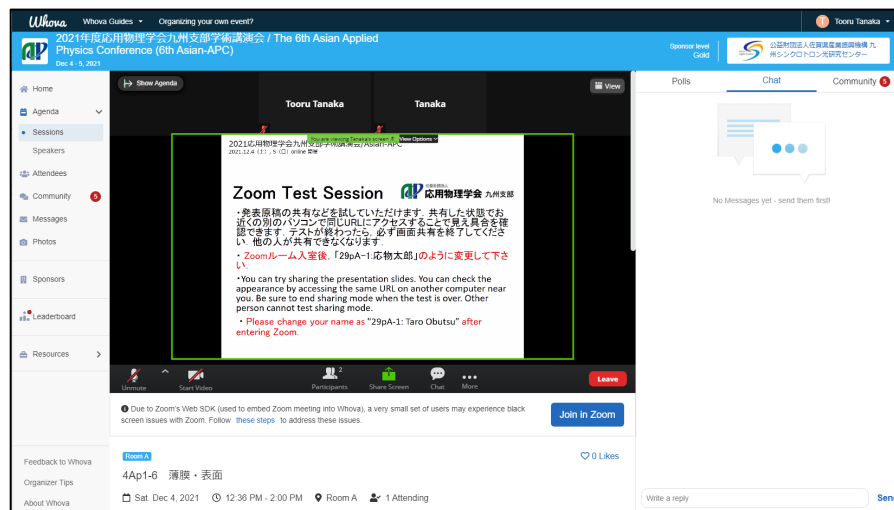 Whova
Whova Guides
Organizing your own event?
Tooru Tanaka
2021年度応用物理学会九州支部学術講演会 / The 6th Asian Applied
Physics Conference (6th Asian-APC)
Dec 4 - 5, 2021
Sponsor level
Gold
公益財団法人佐賀県産業振興機構 九
州シンクロトロン光研究センター
Home
Agenda
Sessions
Speakers
Attendees
Community 5
Messages
Photos
Sponsors
Leaderboard
Resources
Feedback to Whova
Organizer Tips
About Whova
Show Agenda
View
Tooru Tanaka
Tanaka
You are viewing Tanaka's screen
View Options
2021応用物理学会九州支部学術講演会/Asian-APC
2021.12.4（土）, 5（日）online 開催
Zoom Test Session
AP 公益社団法人 応用物理学会 九州支部
・発表原稿の共有などを試していただけます．共有した状態でお
近くの別のパソコンで同じURLにアクセスすることで見え具合を確
認できます．テストが終わったら，必ず画面共有を終了してくださ
い．他の人が共有できなくなります．
・Zoomルーム入室後，「29pA-1:応物太郎」のように変更して下さ
い．
・You can try sharing the presentation slides. You can check the
appearance by accessing the same URL on another computer near
you. Be sure to end sharing mode when the test is over. Other
person cannot test sharing mode.
・Please change your name as "29pA-1: Taro Obutsu" after
entering Zoom.
Unmute
Start Video
2
Participants
Share Screen
Chat
More
Leave
Due to Zoom's Web SDK (used to embed Zoom meeting into Whova), a very small set of users may experience black
screen issues with Zoom. Follow these steps to address these issues.
Join in Zoom
Room A
0 Likes
4Ap1-6 薄膜・表面
Sat. Dec 4, 2021
12:36 PM - 2:00 PM
Room A
1 Attending
Polls
Chat
Community 5
No Messages yet - send them first!
Write a reply
Send